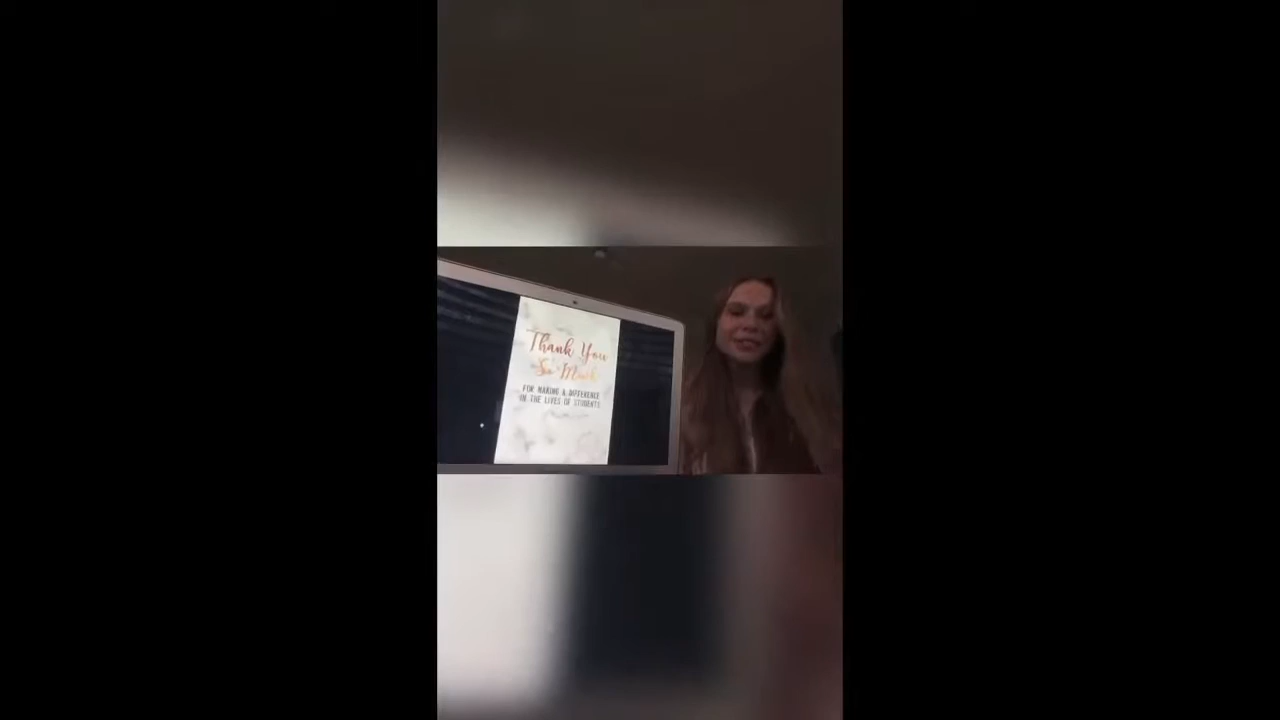 Thank You
So Much
FOR MAKING A DIFFERENCE
IN THE LIVES OF STUDENTS